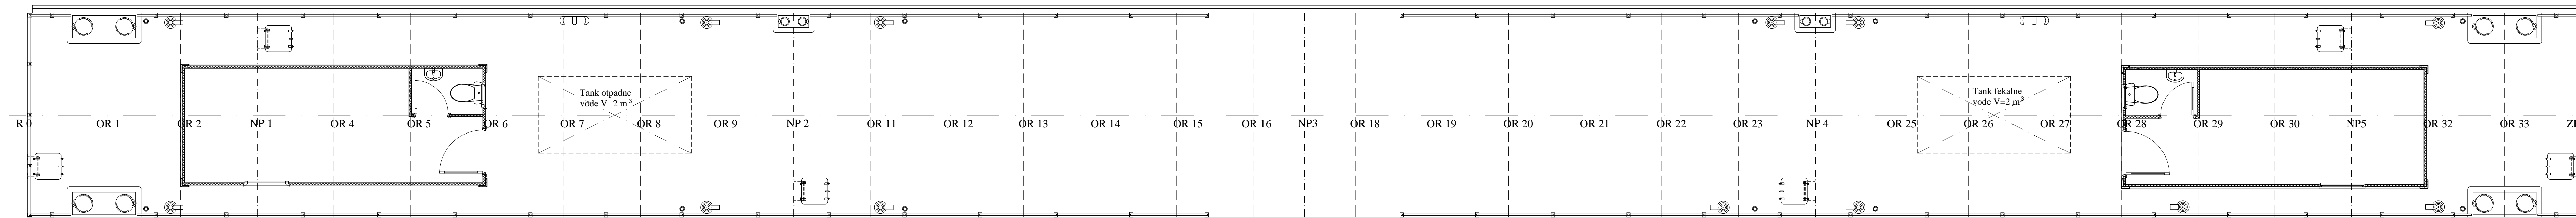 Tank otpadne
vode V=2 m³
Tank fekalne
vode V=2 m³
R 0 OR 1 OR 2 NP 1 OR 4 OR 5 OR 6 OR 7 OR 8 OR 9 NP 2 OR 11 OR 12 OR 13 OR 14 OR 15 OR 16 NP3 OR 18 OR 19 OR 20 OR 21 OR 22 OR 23 NP 4 OR 25 OR 26 OR 27 OR 28 OR 29 OR 30 NP5 OR 32 OR 33